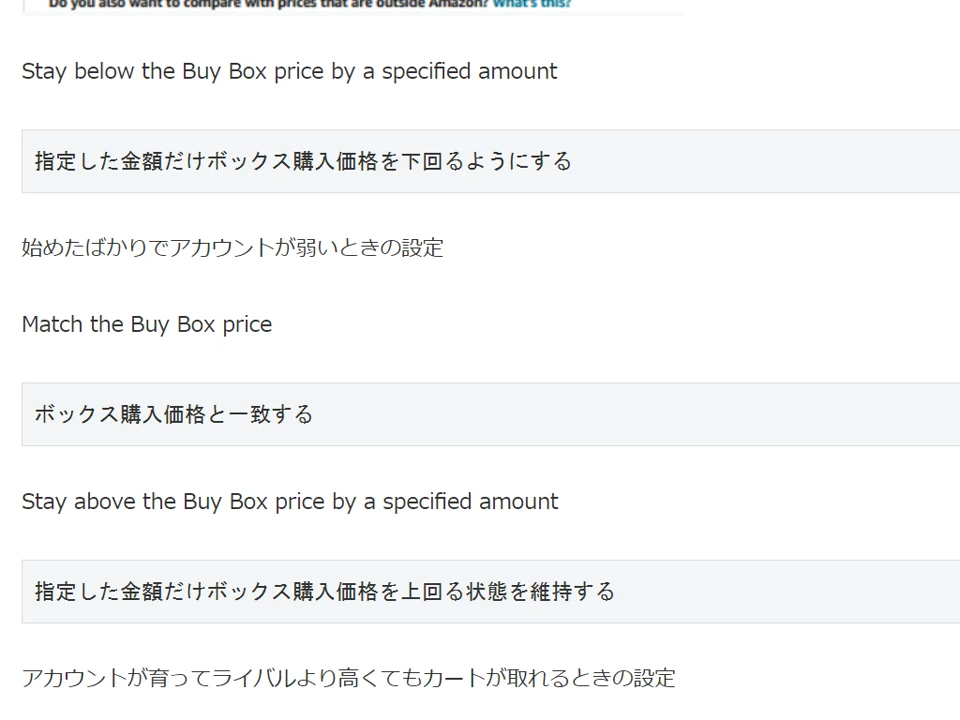 Do you also want to compare with prices that are outside Amazon? What's this?
Stay below the Buy Box price by a specified amount
指定した金額だけボックス購入価格を下回るようにする
始めたばかりでアカウントが弱いときの設定
Match the Buy Box price
ボックス購入価格と一致する
Stay above the Buy Box price by a specified amount
指定した金額だけボックス購入価格を上回る状態を維持する
アカウントが育ってライバルより高くてもカートが取れるときの設定